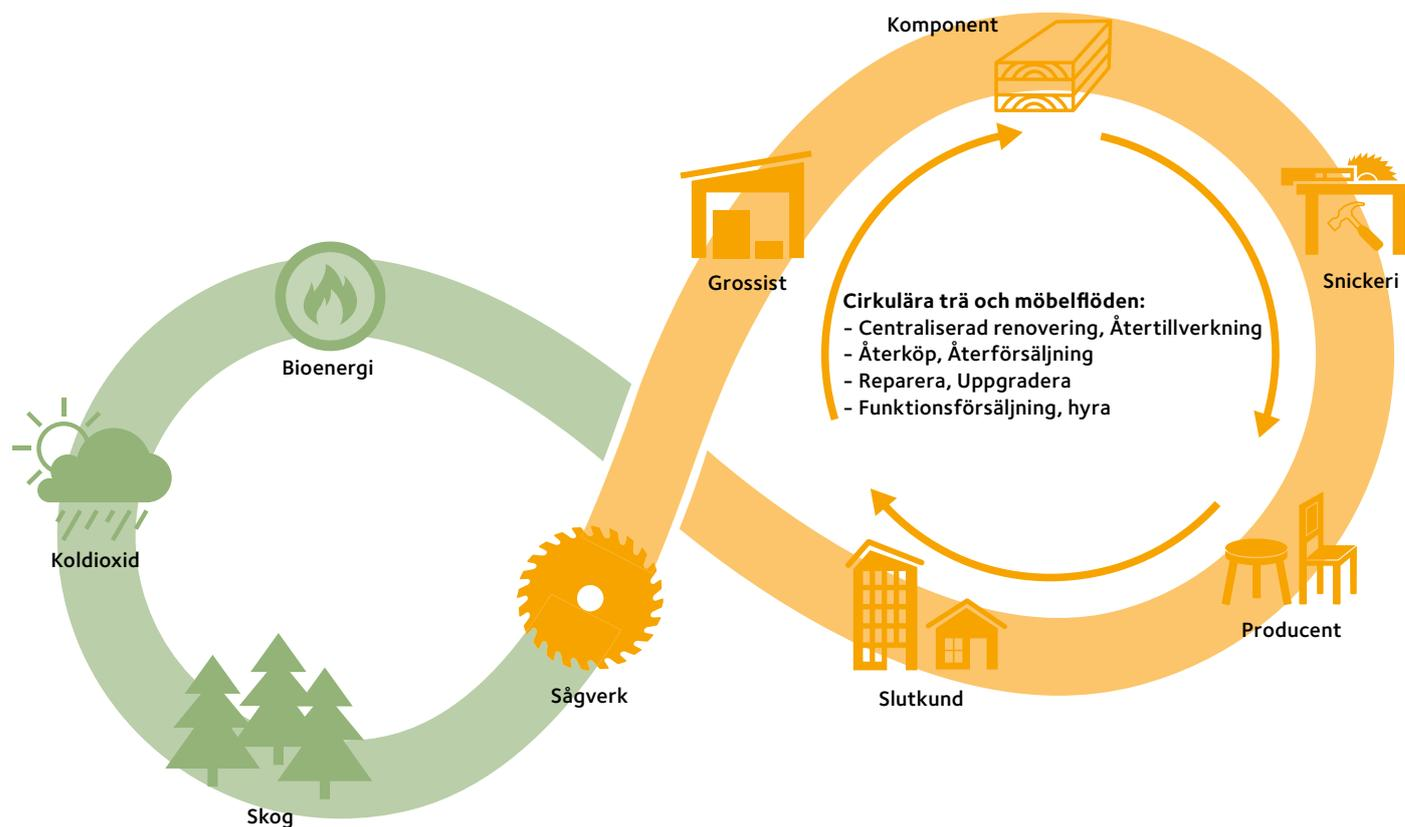 Komponent
Grossist
Snickeri
Cirkulära trä och möbelflöden:
- Centraliserad renovering, Återtillverkning
- Återköp, Återförsäljning
- Reparera, Uppgradera
- Funktionsförsäljning, hyra
Bioenergi
Koldioxid
Producent
Sågverk
Slutkund
Skog